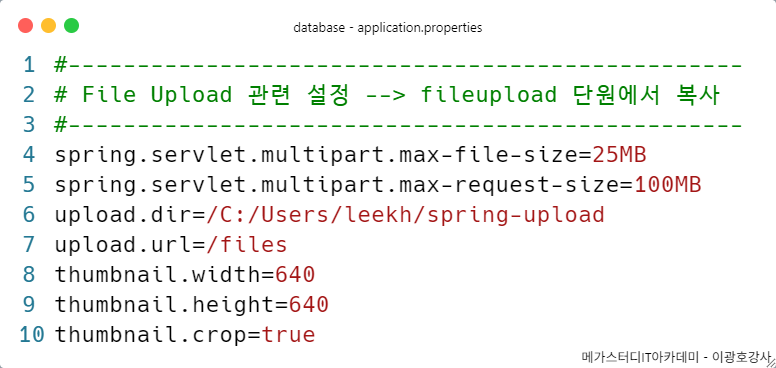 database - application.properties
1 #-------------------------------------------------
2 # File Upload 관련 설정 --> fileupload 단원에서 복사
3 #-------------------------------------------------
4 spring.servlet.multipart.max-file-size=25MB
5 spring.servlet.multipart.max-request-size=100MB
6 upload.dir=/C:/Users/leekh/spring-upload
7 upload.url=/files
8 thumbnail.width=640
9 thumbnail.height=640
10 thumbnail.crop=true
메가스터디IT아카데미 - 이광호강사